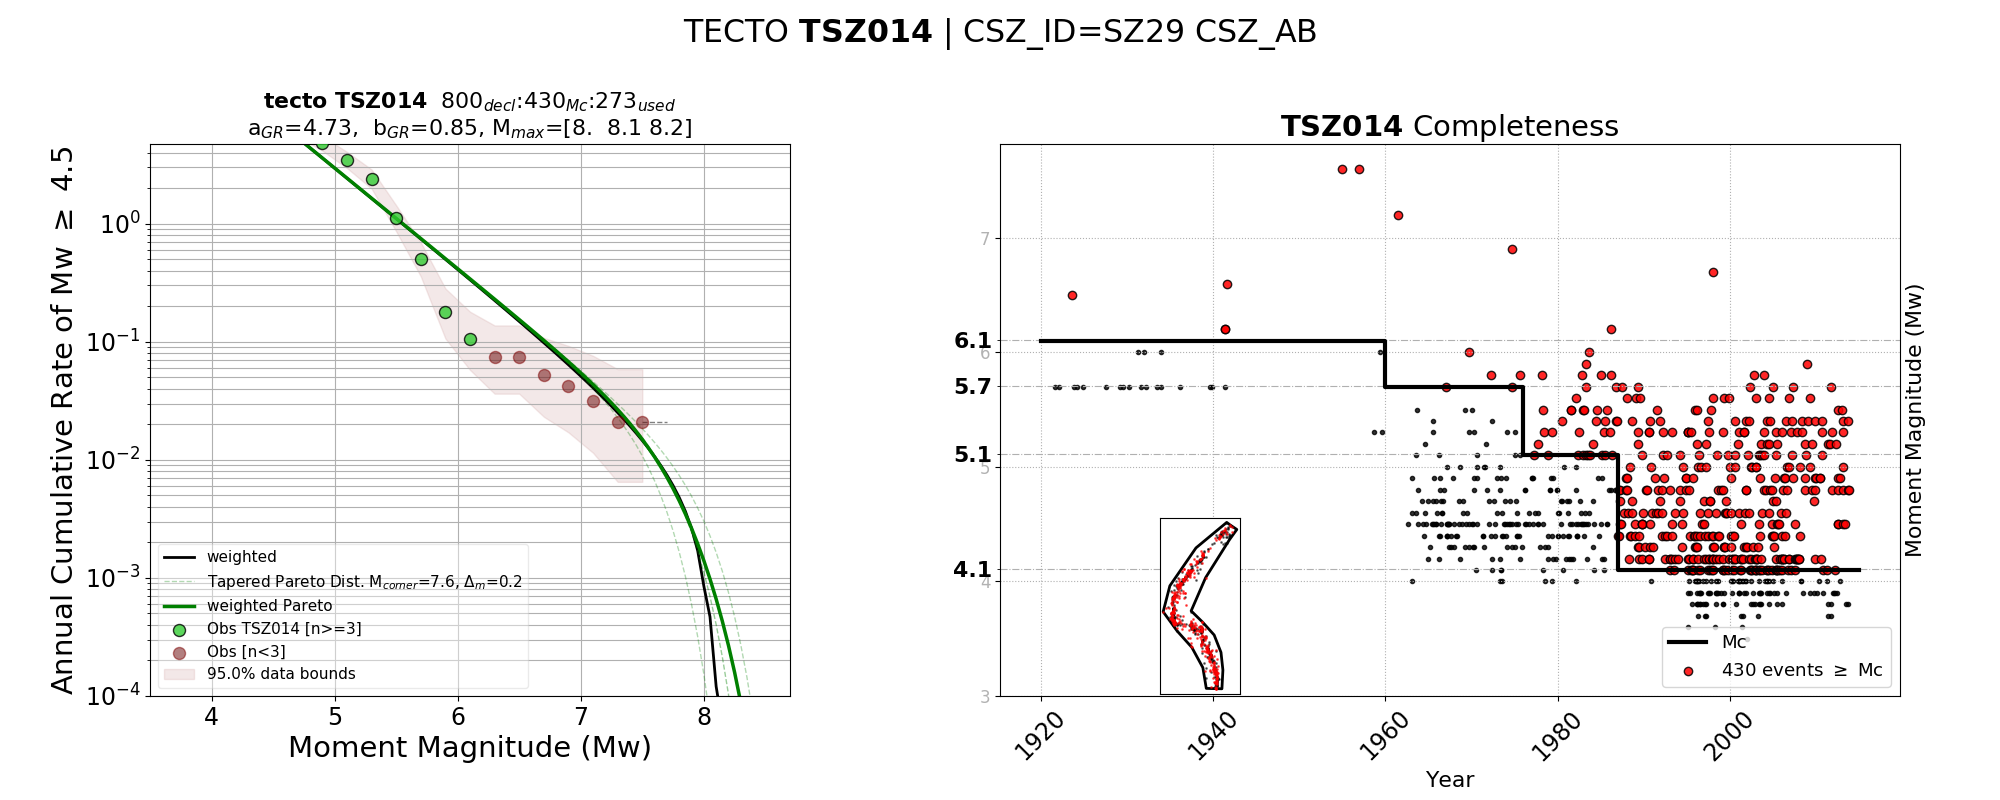 TECTO TSZ014 | CSZ_ID=SZ29 CSZ_AB
tecto TSZ014 800decl:430Mc:273used
aGR=4.73, bGR=0.85, Mmax=[8. 8.1 8.2]
Annual Cumulative Rate of Mw ≥ 4.5
10^0
10^-1
10^-2
10^-3
10^-4
weighted
Tapered Pareto Dist. Mcorner=7.6, Δm=0.2
weighted Pareto
Obs TSZ014 [n>=3]
Obs [n<3]
95.0% data bounds
4 5 6 7 8
Moment Magnitude (Mw)
TSZ014 Completeness
7
6.1
6
5.7
5.1
5
4.1
4
3
Moment Magnitude (Mw)
Mc
430 events ≥ Mc
1920 1940 1960 1980 2000
Year